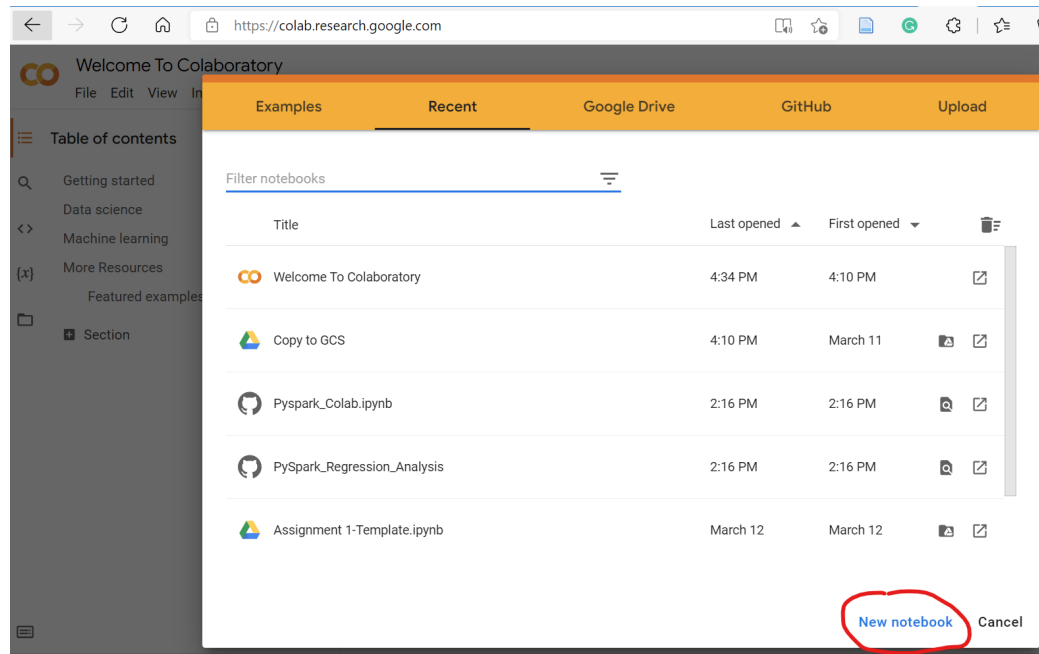 https://colab.research.google.com
Welcome To Colaboratory
File Edit View In
Table of contents
Getting started
Data science
Machine learning
More Resources
Featured examples
Section
Examples Recent Google Drive GitHub Upload
Filter notebooks
Title Last opened First opened
Welcome To Colaboratory 4:34 PM 4:10 PM
Copy to GCS 4:10 PM March 11
Pyspark_Colab.ipynb 2:16 PM 2:16 PM
PySpark_Regression_Analysis 2:16 PM 2:16 PM
Assignment 1-Template.ipynb March 12 March 12
New notebook Cancel